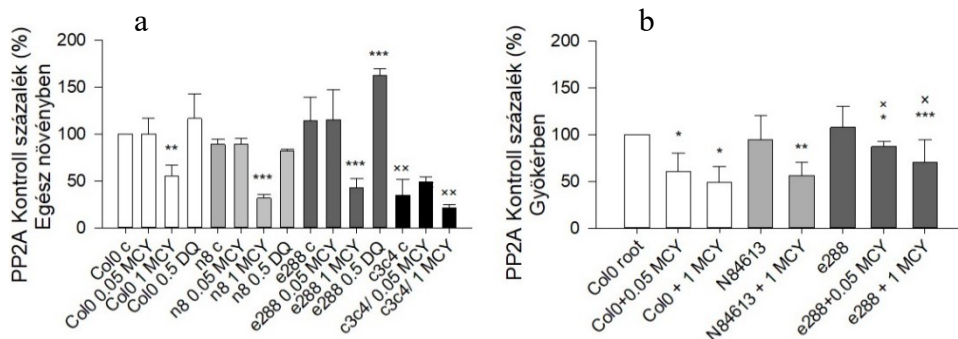 a
PP2A Kontroll százalék (%)
Egész növényben
200
150
100
50
0
**
***
***
***
××
××
Col0 c
Col0 0.05 MCY
Col0 1 MCY
Col0 0.5 DQ
n8 c
n8 0.05 MCY
n8 1 MCY
n8 0.5 DQ
e288 c
e288 0.05 MCY
e288 1 MCY
e288 0.5 DQ
c3c4 c
c3c4/ 0,05 MCY
c3c4/ 1 MCY
b
PP2A Kontroll százalék (%)
Gyökérben
200
150
100
50
0
*
*
**
×
*
×
***
Col0 root
Col0+0.05 MCY
Col0 + 1 MCY
N84613
N84613 + 1 MCY
e288
e288+0.05 MCY
e288 + 1 MCY